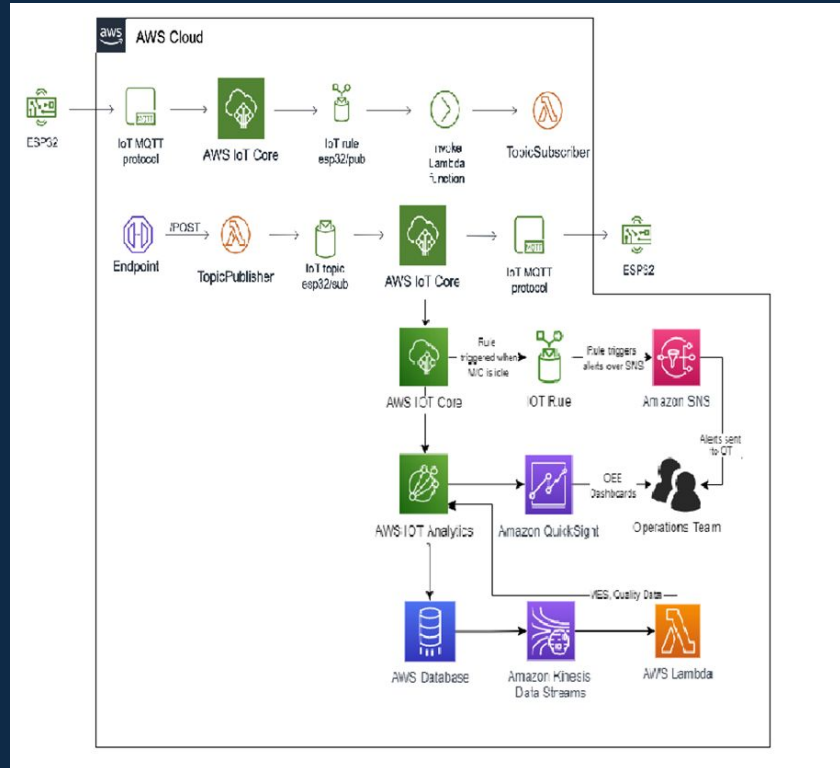 aws
AWS Cloud
ESP32
IoT MQTT
protocol
AWS IoT Core
IoT rule
esp32/pub
Invoke
Lambda
function
TopicSubscriber
Endpoint
/POST
TopicPublisher
IoT topic
esp32/sub
AWS IoT Core
IoT MQTT
protocol
ESP32
AWS IOT Core
Rule
triggered when
M/C is idle
IOT Rule
Rule triggers
alerts over SNS
Amazon SNS
Alerts sent
to OT
AWS IOT Analytics
Amazon QuickSight
OEE
Dashboards
Operations Team
MES, Quality Data
AWS Database
Amazon Kinesis
Data Streams
AWS Lambda